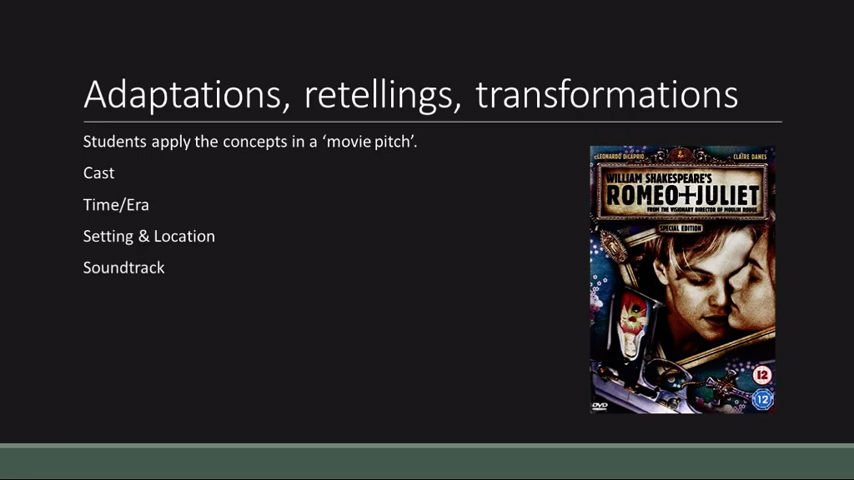 Adaptations, retellings, transformations
Students apply the concepts in a ‘movie pitch’.
Cast
Time/Era
Setting & Location
Soundtrack
LEONARDO DICAPRIO CLAIRE DANES
WILLIAM SHAKESPEARE'S
ROMEO+JULIET
FROM THE VISIONARY DIRECTOR OF MOULIN ROUGE
SPECIAL EDITION
12
12
DVD